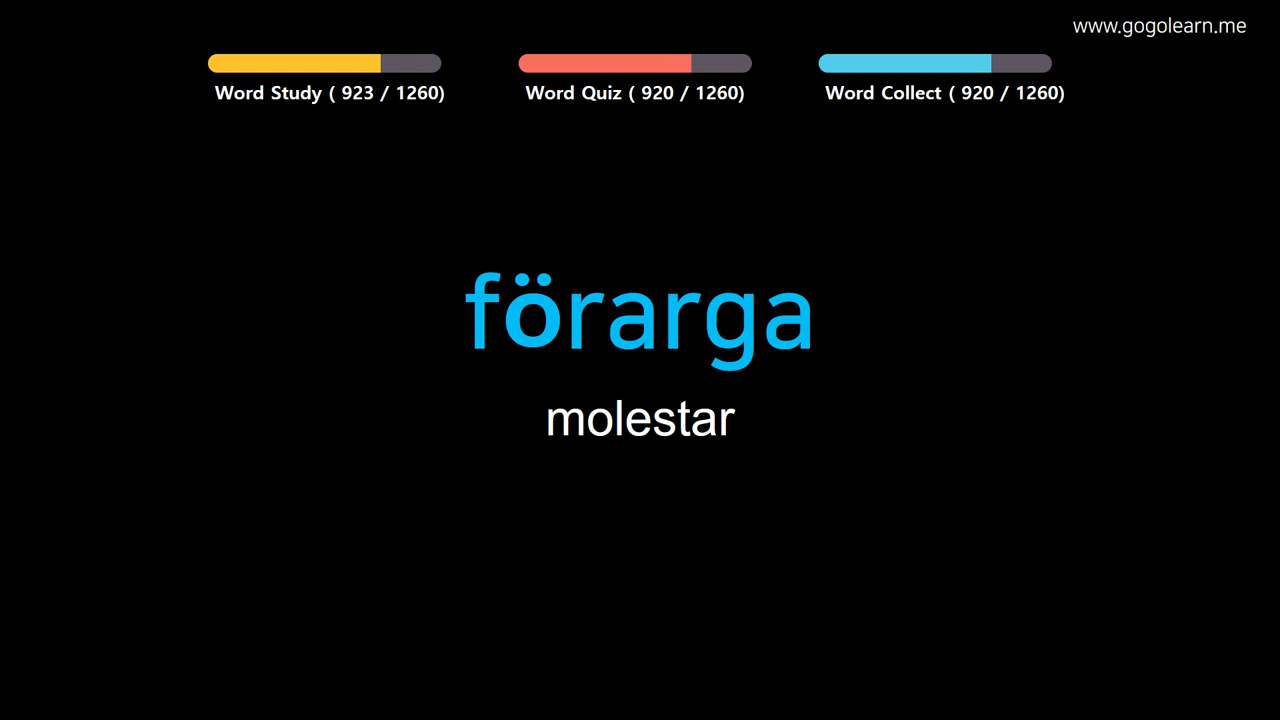 www.gogolearn.me
Word Study ( 923 / 1260)
Word Quiz ( 920 / 1260)
Word Collect ( 920 / 1260)
förarga
molestar